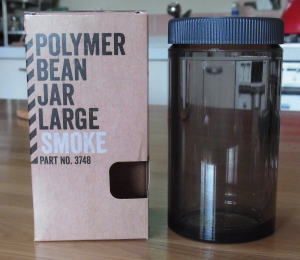 POLYMER
BEAN
JAR
LARGE
SMOKE
PART NO. 3748